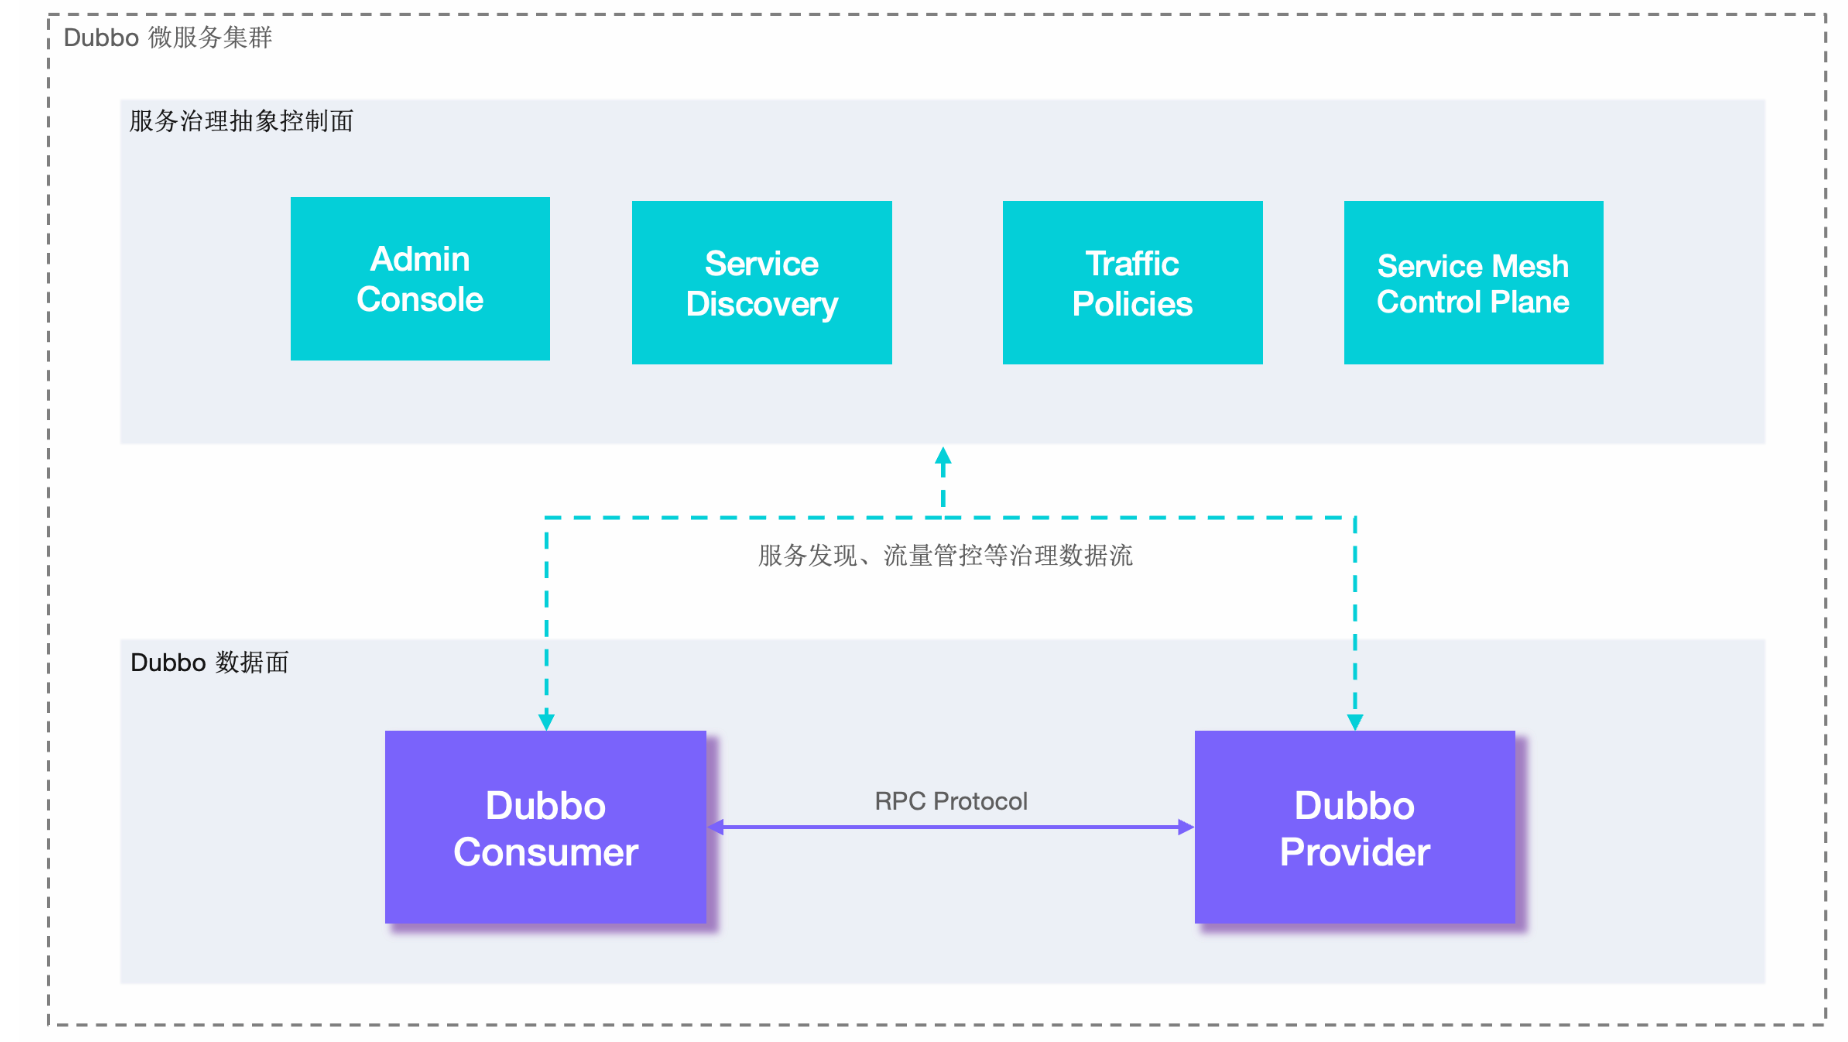 Dubbo 微服务集群
服务治理抽象控制面
Admin
Console
Service
Discovery
Traffic
Policies
Service Mesh
Control Plane
服务发现、流量管控等治理数据流
Dubbo 数据面
Dubbo
Consumer
RPC Protocol
Dubbo
Provider